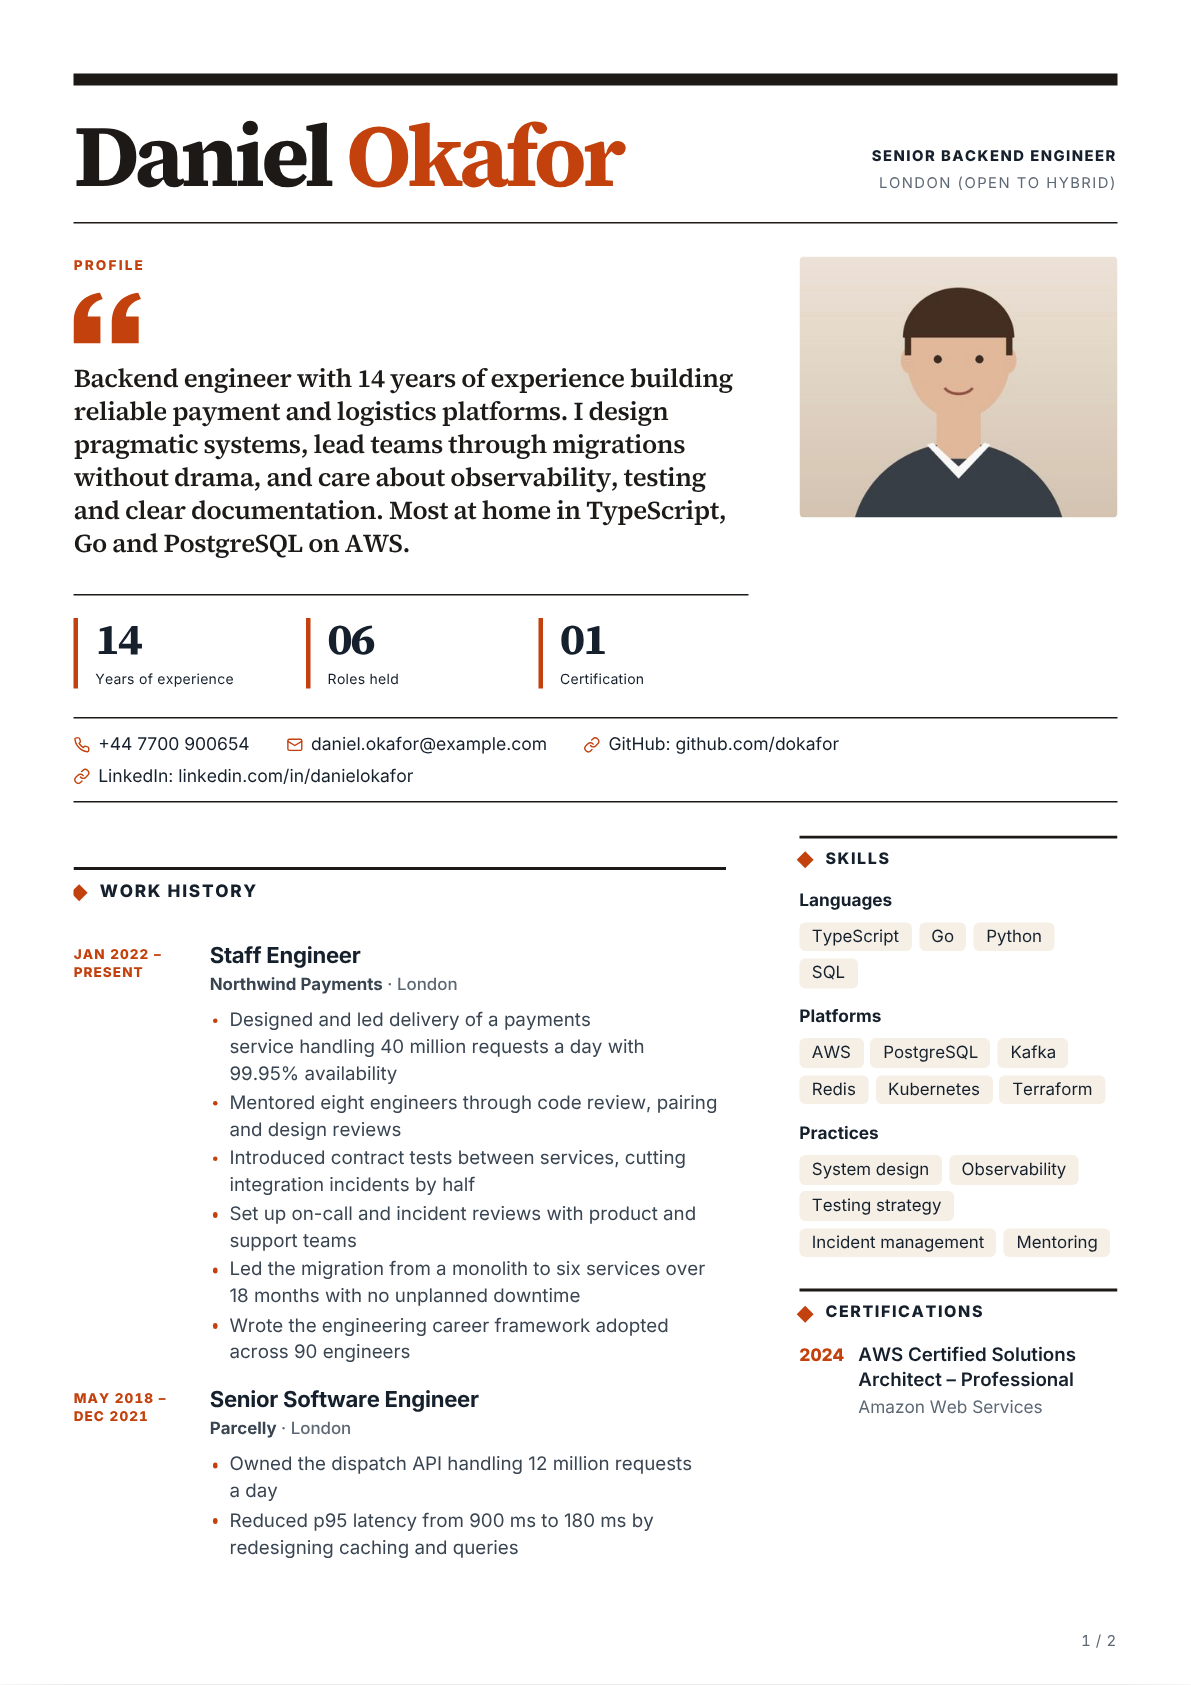 Daniel Okafor
SENIOR BACKEND ENGINEER
LONDON (OPEN TO HYBRID)
PROFILE
“
Backend engineer with 14 years of experience building
reliable payment and logistics platforms. I design
pragmatic systems, lead teams through migrations
without drama, and care about observability, testing
and clear documentation. Most at home in TypeScript,
Go and PostgreSQL on AWS.
14
Years of experience
06
Roles held
01
Certification
+44 7700 900654
daniel.okafor@example.com
GitHub: github.com/dokafor
LinkedIn: linkedin.com/in/danielokafor
WORK HISTORY
JAN 2022 –
PRESENT
Staff Engineer
Northwind Payments · London
• Designed and led delivery of a payments
service handling 40 million requests a day with
99.95% availability
• Mentored eight engineers through code review, pairing
and design reviews
• Introduced contract tests between services, cutting
integration incidents by half
• Set up on-call and incident reviews with product and
support teams
• Led the migration from a monolith to six services over
18 months with no unplanned downtime
• Wrote the engineering career framework adopted
across 90 engineers
MAY 2018 –
DEC 2021
Senior Software Engineer
Parcelly · London
• Owned the dispatch API handling 12 million requests
a day
• Reduced p95 latency from 900 ms to 180 ms by
redesigning caching and queries
SKILLS
Languages
TypeScript Go Python
SQL
Platforms
AWS PostgreSQL Kafka
Redis Kubernetes Terraform
Practices
System design Observability
Testing strategy
Incident management Mentoring
CERTIFICATIONS
2024 AWS Certified Solutions
Architect – Professional
Amazon Web Services
1 / 2